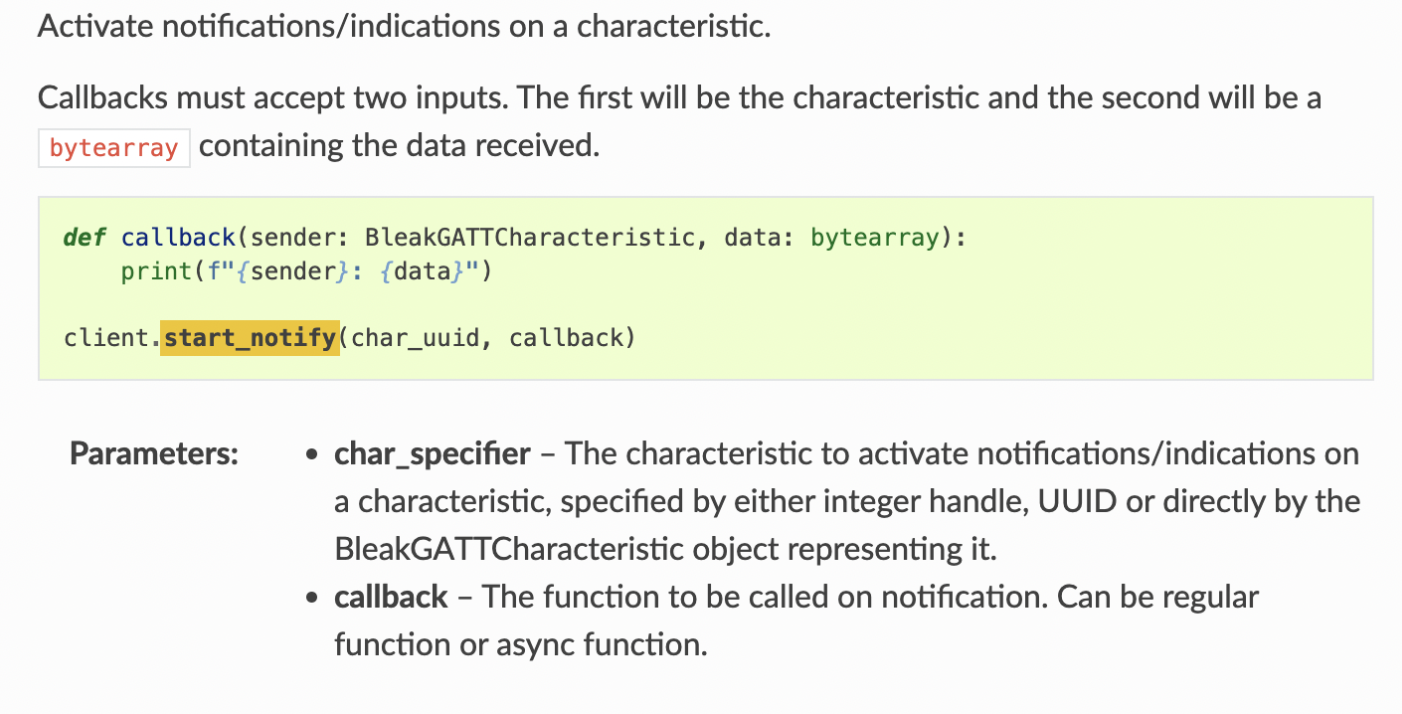 Activate notifications/indications on a characteristic.
Callbacks must accept two inputs. The first will be the characteristic and the second will be a
bytearray containing the data received.
def callback(sender: BleakGATTCharacteristic, data: bytearray):
    print(f"{sender}: {data}")
client.start_notify(char_uuid, callback)
Parameters:
• char_specifier – The characteristic to activate notifications/indications on
a characteristic, specified by either integer handle, UUID or directly by the
BleakGATTCharacteristic object representing it.
• callback – The function to be called on notification. Can be regular
function or async function.